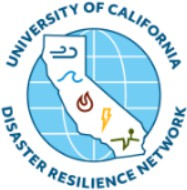 UNIVERSITY OF CALIFORNIA
DISASTER RESILIENCE NETWORK